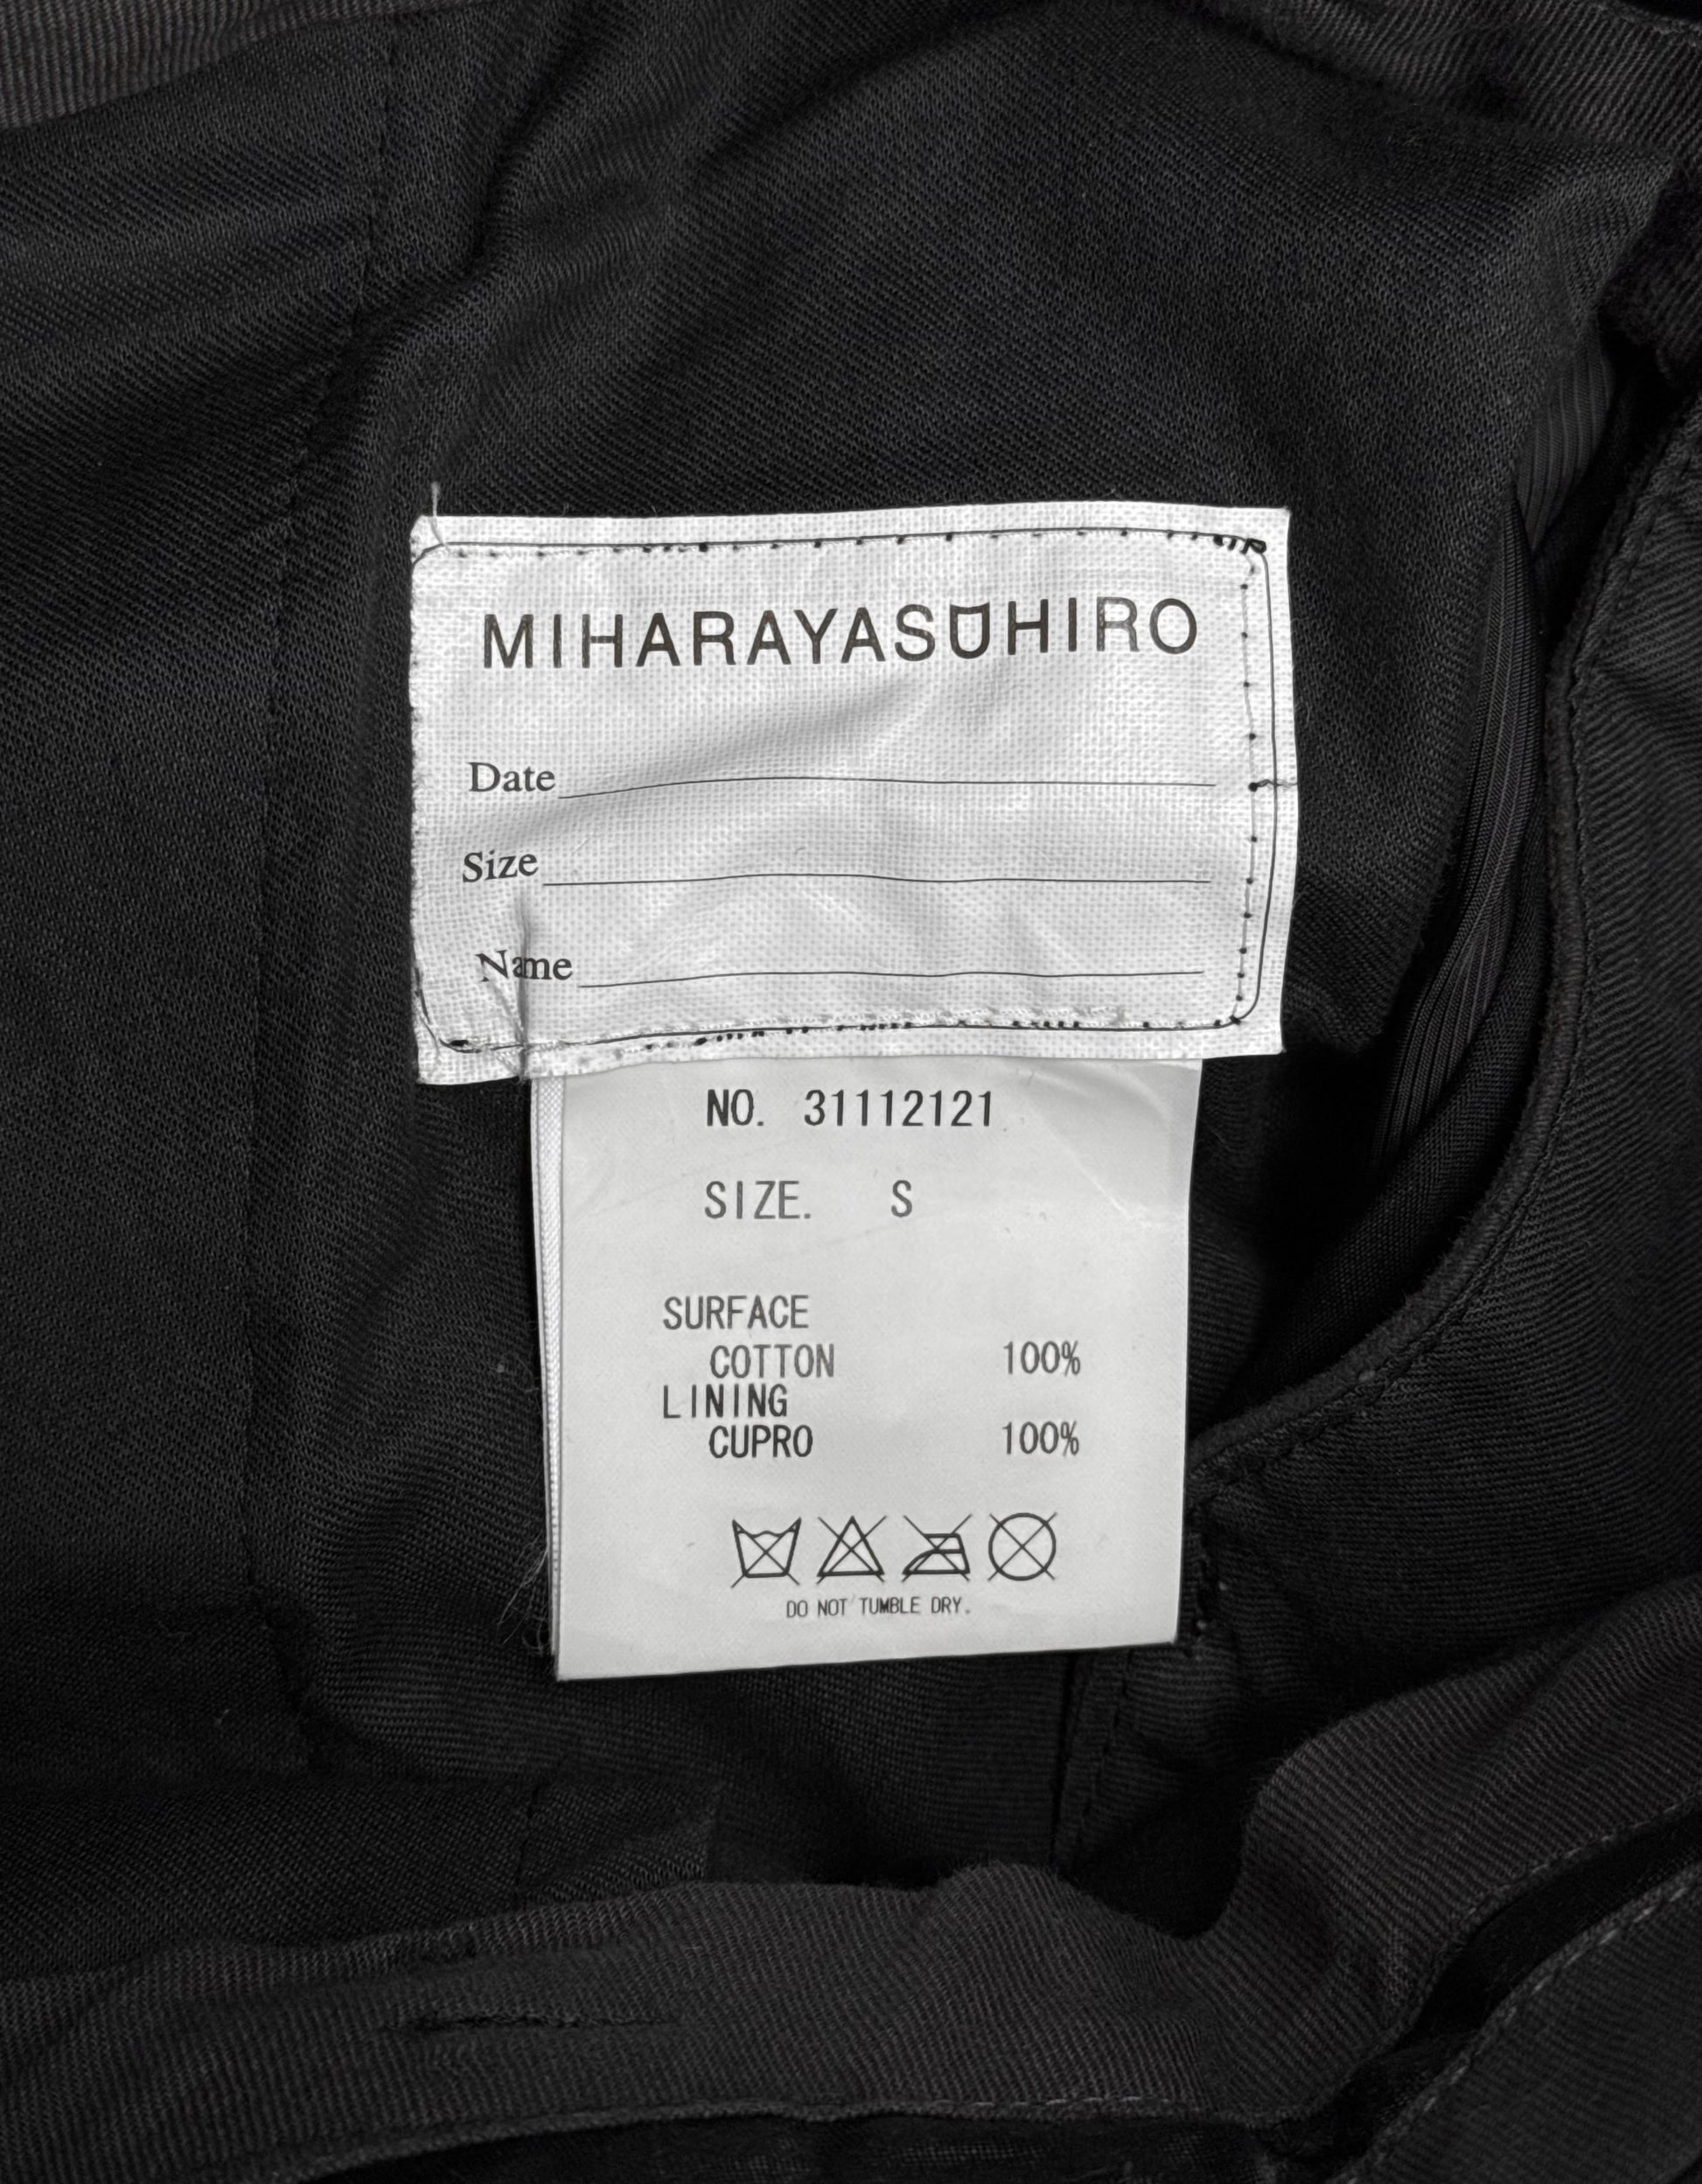 MIHARAYASUHIRO
Date
Size
Name
NO. 31112121
SIZE. S
SURFACE
COTTON 100%
LINING
CUPRO 100%
DO NOT TUMBLE DRY.